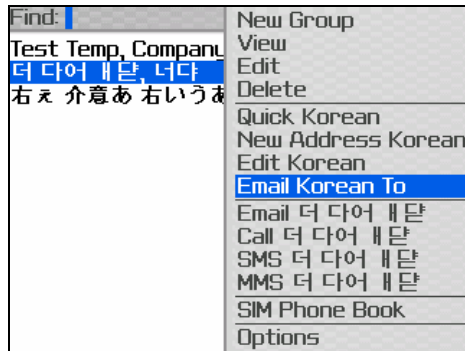 Find:
Test Temp, Company
더 다어 ㅐ닫, 너댜
右え 介意あ 右いうあ
New Group
View
Edit
Delete
Quick Korean
New Address Korean
Edit Korean
Email Korean To
Email 더 다어 ㅐ닫
Call 더 다어 ㅐ닫
SMS 더 다어 ㅐ닫
MMS 더 다어 ㅐ닫
SIM Phone Book
Options